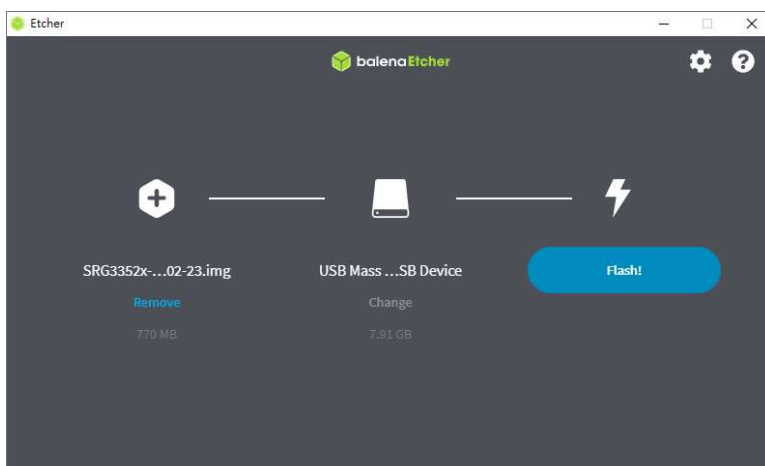 Etcher
balenaEtcher
SRG3352x-...02-23.img
Remove
770 MB
USB Mass ...SB Device
Change
7.91 GB
Flash!